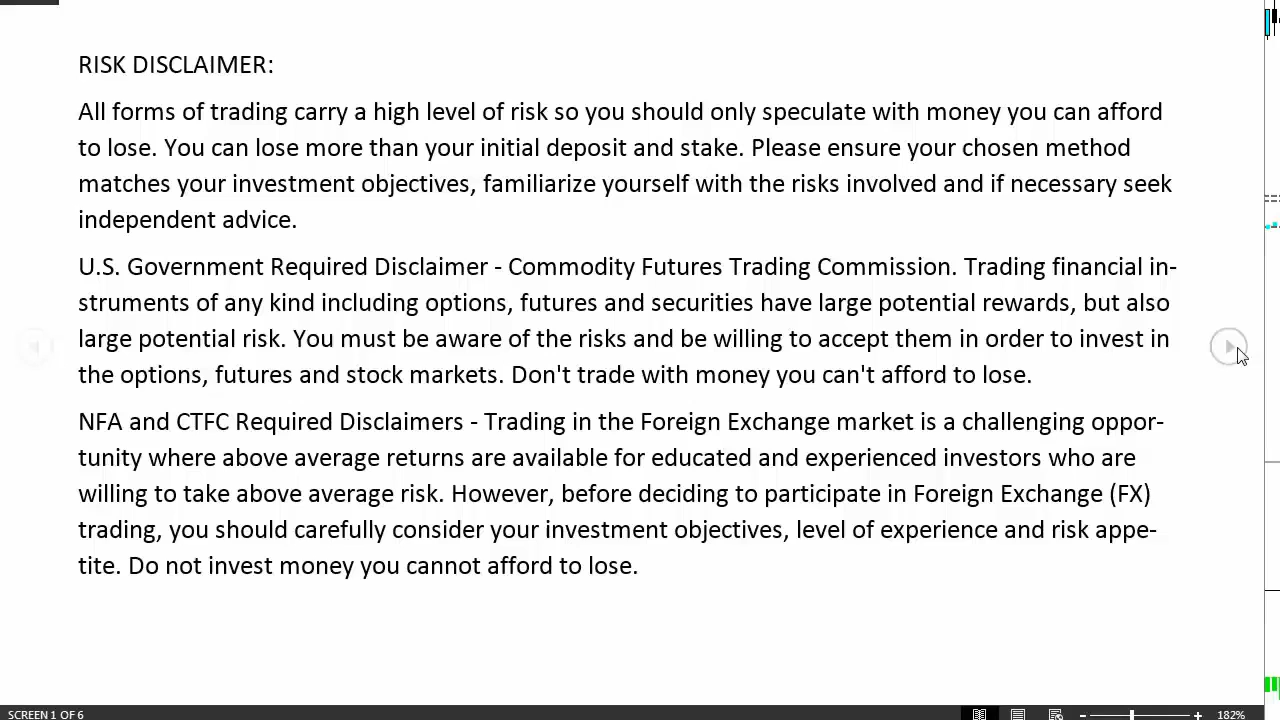 RISK DISCLAIMER:
All forms of trading carry a high level of risk so you should only speculate with money you can afford
to lose. You can lose more than your initial deposit and stake. Please ensure your chosen method
matches your investment objectives, familiarize yourself with the risks involved and if necessary seek
independent advice.
U.S. Government Required Disclaimer - Commodity Futures Trading Commission. Trading financial in-
struments of any kind including options, futures and securities have large potential rewards, but also
large potential risk. You must be aware of the risks and be willing to accept them in order to invest in
the options, futures and stock markets. Don't trade with money you can't afford to lose.
NFA and CTFC Required Disclaimers - Trading in the Foreign Exchange market is a challenging oppor-
tunity where above average returns are available for educated and experienced investors who are
willing to take above average risk. However, before deciding to participate in Foreign Exchange (FX)
trading, you should carefully consider your investment objectives, level of experience and risk appe-
tite. Do not invest money you cannot afford to lose.
SCREEN 1 OF 6
182%